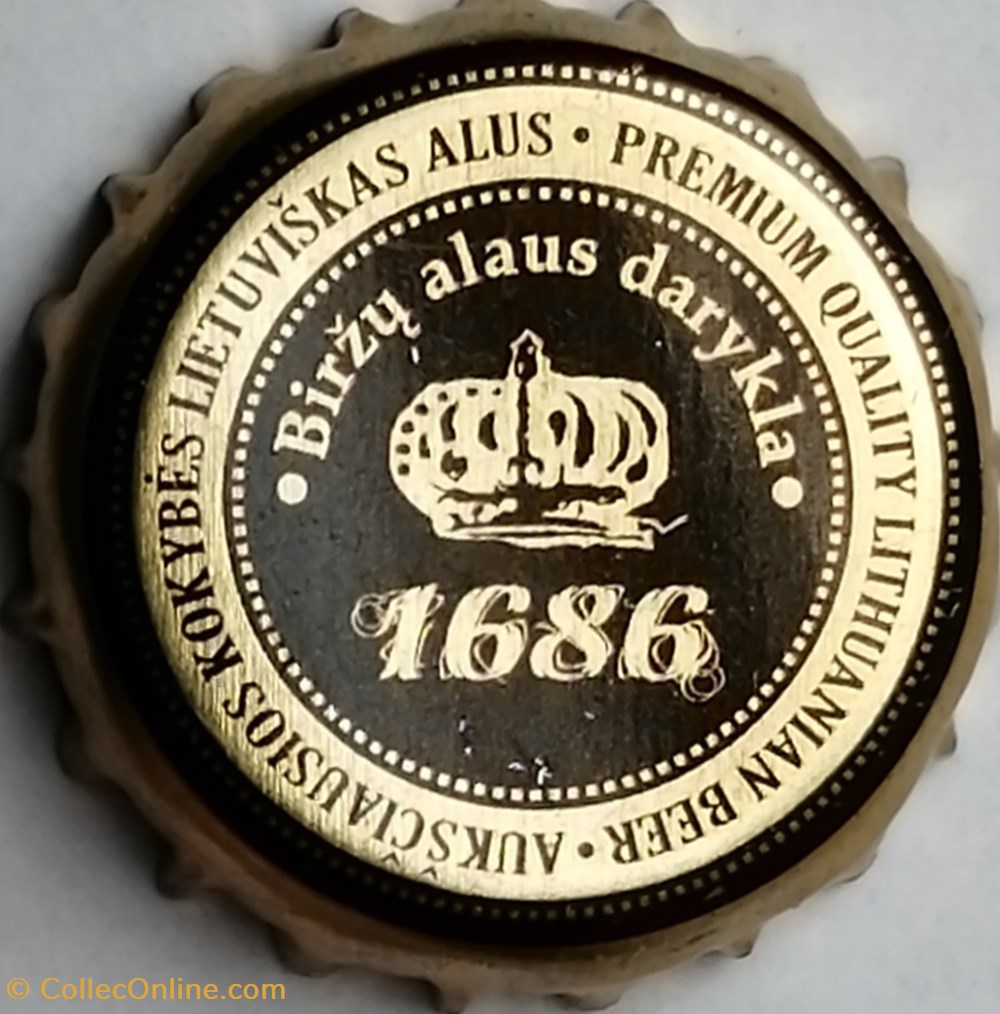 AUKŠČIAUSIOS KOKYBĖS LIETUVIŠKAS ALUS • PREMIUM QUALITY LITHUANIAN BEER •
• Biržų alaus darykla •
1686
© CollecOnline.com